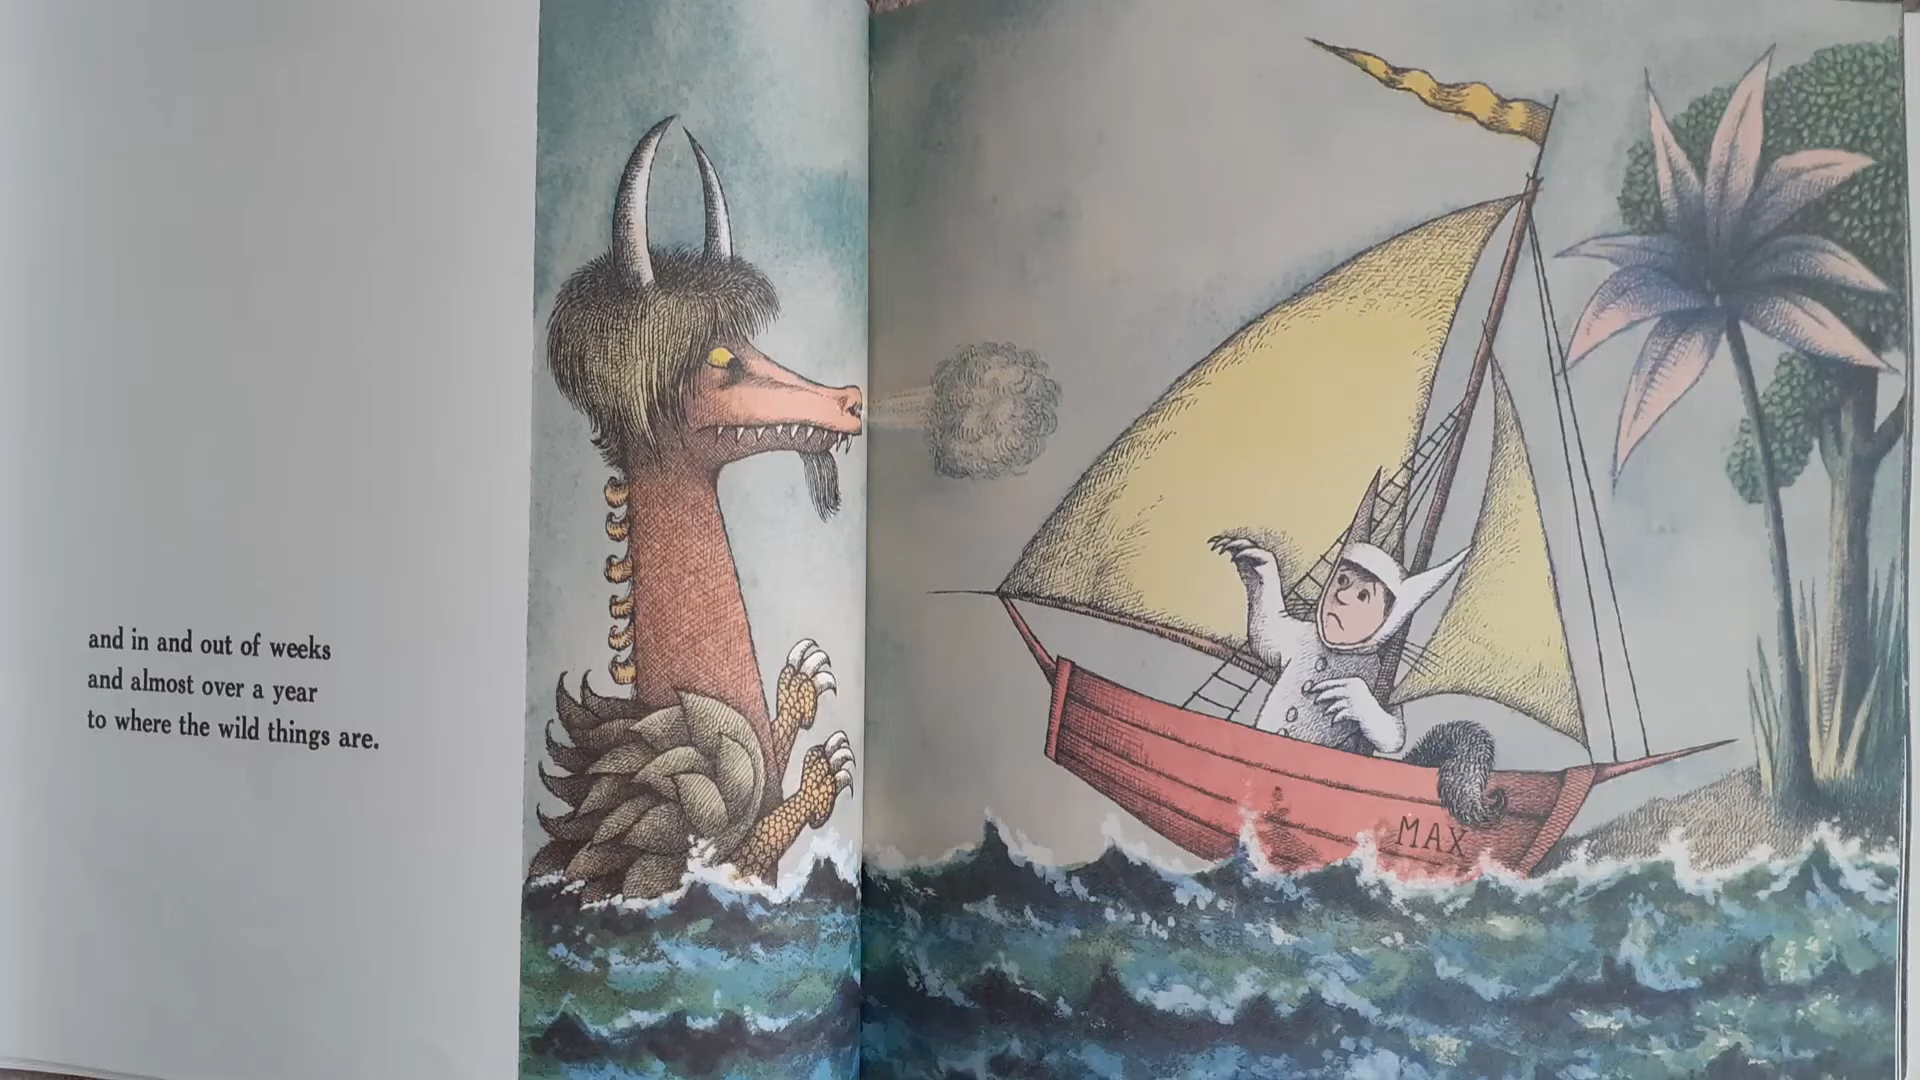 and in and out of weeks
and almost over a year
to where the wild things are.
MAX